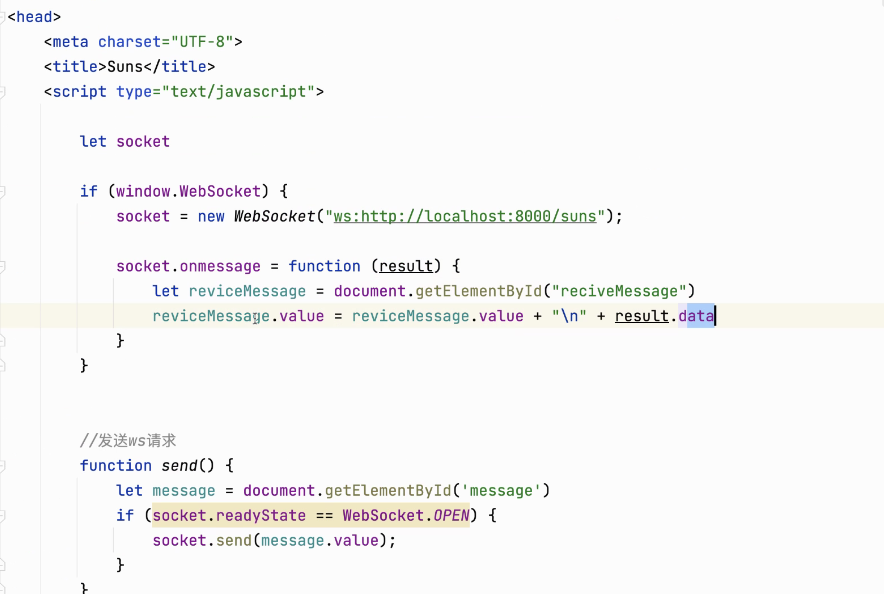 <head>
<meta charset="UTF-8">
<title>Suns</title>
<script type="text/javascript">
let socket
if (window.WebSocket) {
socket = new WebSocket("ws:http://localhost:8000/suns");
socket.onmessage = function (result) {
let reviceMessage = document.getElementById("reciveMessage")
reviceMessage.value = reviceMessage.value + "\n" + result.data
}
}
//发送ws请求
function send() {
let message = document.getElementById('message')
if (socket.readyState == WebSocket.OPEN) {
socket.send(message.value);
}
}